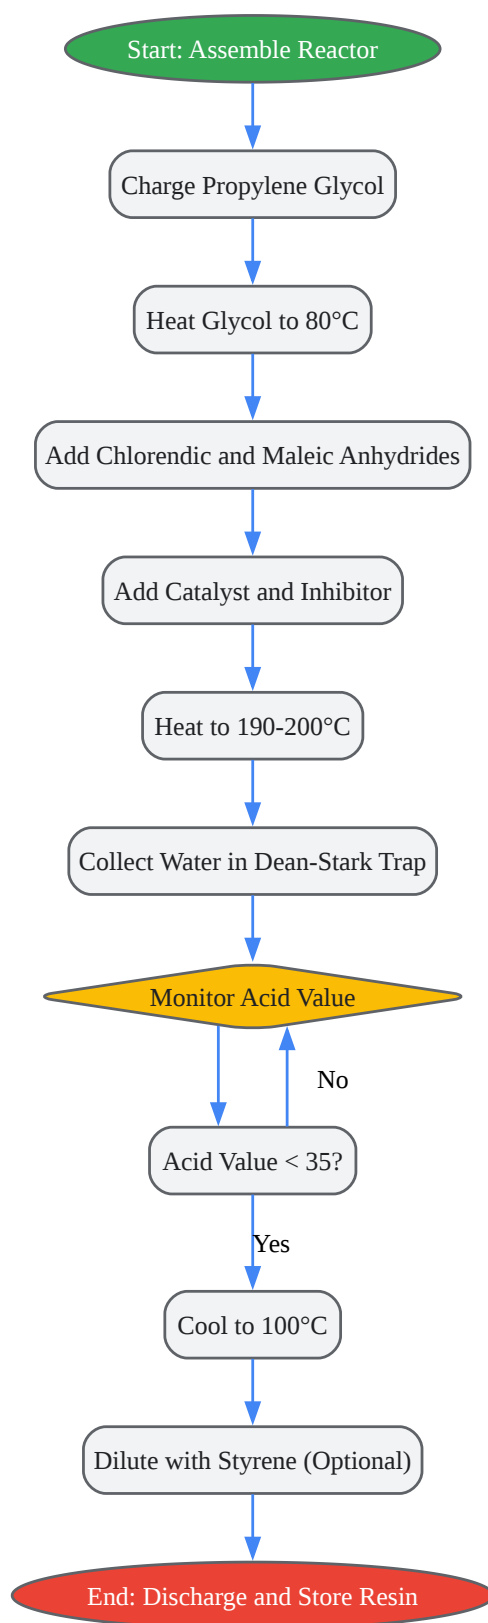 Start: Assemble Reactor
Charge Propylene Glycol
Heat Glycol to 80°C
Add Chlorendic and Maleic Anhydrides
Add Catalyst and Inhibitor
Heat to 190-200°C
Collect Water in Dean-Stark Trap
Monitor Acid Value
No
Acid Value < 35?
Yes
Cool to 100°C
Dilute with Styrene (Optional)
End: Discharge and Store Resin